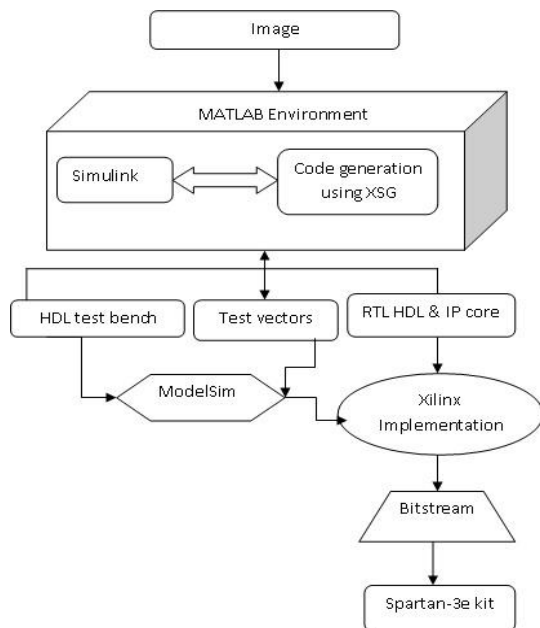 Image
MATLAB Environment
Simulink
Code generation
using XSG
HDL test bench
Test vectors
RTL HDL & IP core
ModelSim
Xilinx
Implementation
Bitstream
Spartan-3e kit